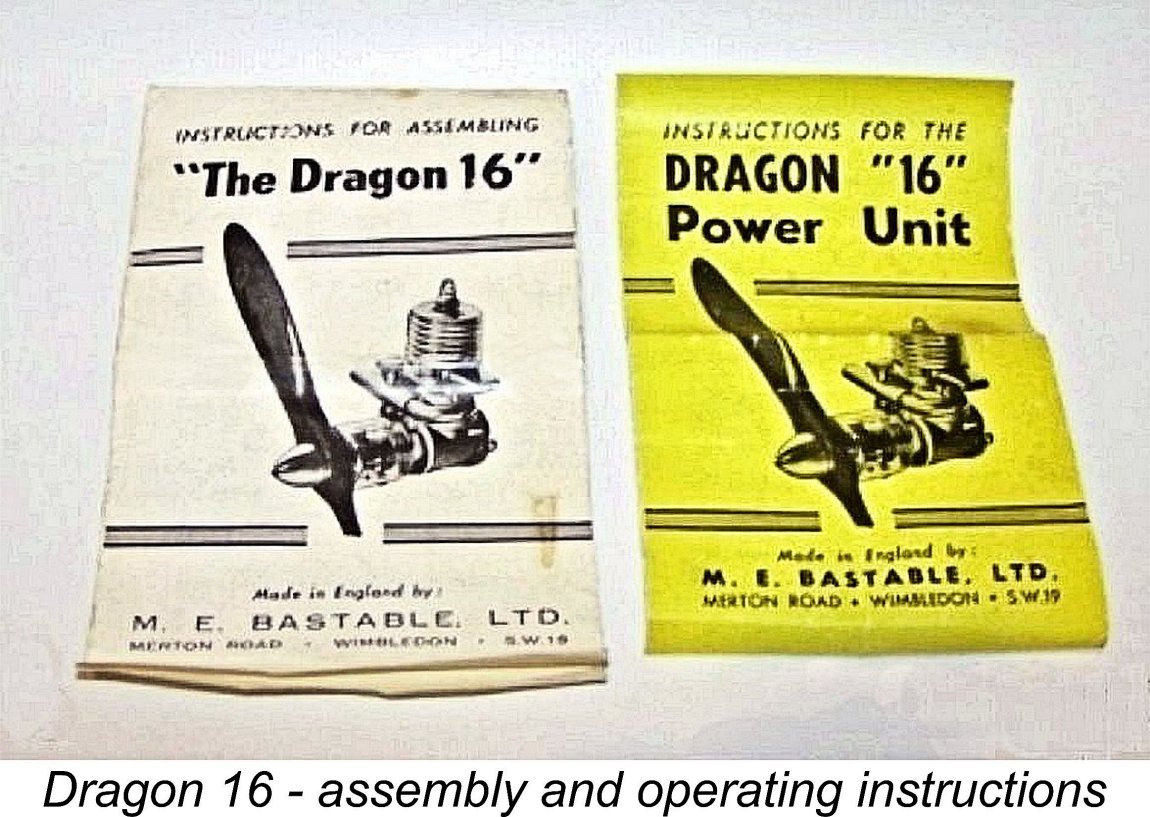 INSTRUCTIONS FOR ASSEMBLING
"The Dragon 16"
Made in England by:
M. E. BASTABLE, LTD.
MERTON ROAD • WIMBLEDON • S.W.19
INSTRUCTIONS FOR THE
DRAGON "16"
Power Unit
Made in England by:
M. E. BASTABLE, LTD.
MERTON ROAD • WIMBLEDON • S.W.19
Dragon 16 - assembly and operating instructions